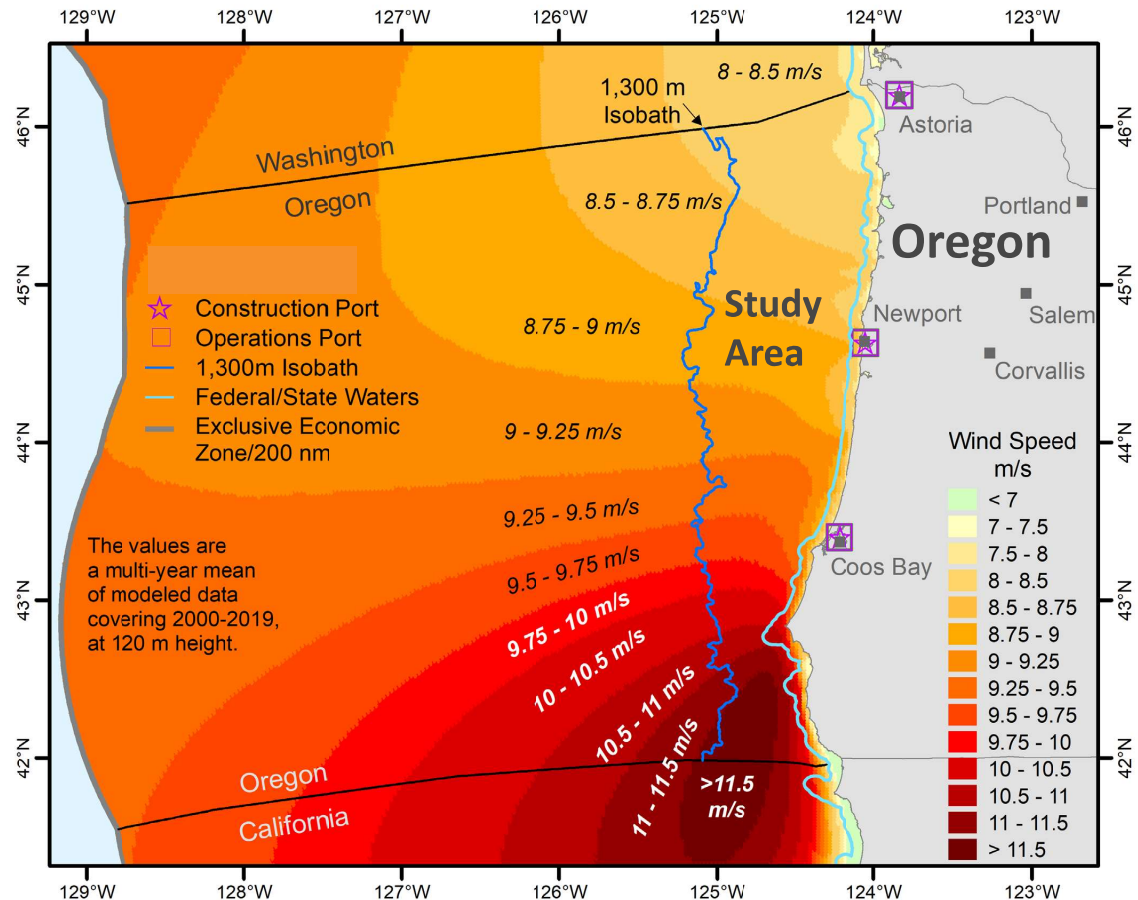 129°W 128°W 127°W 126°W 125°W 124°W 123°W
8 - 8.5 m/s
1,300 m
Isobath
46°N
46°N
Astoria
Washington
Oregon
8.5 - 8.75 m/s
Portland
Oregon
45°N
45°N
Study
Area
Newport
Salem
Corvallis
8.75 - 9 m/s
Construction Port
Operations Port
1,300m Isobath
Federal/State Waters
Exclusive Economic
Zone/200 nm
44°N
44°N
9 - 9.25 m/s
9.25 - 9.5 m/s
9.5 - 9.75 m/s
9.75 - 10 m/s
10 - 10.5 m/s
10.5 - 11 m/s
11 - 11.5 m/s
>11.5
m/s
The values are
a multi-year mean
of modeled data
covering 2000-2019,
at 120 m height.
Coos Bay
43°N
43°N
42°N
42°N
Oregon
California
Wind Speed
m/s
< 7
7 - 7.5
7.5 - 8
8 - 8.5
8.5 - 8.75
8.75 - 9
9 - 9.25
9.25 - 9.5
9.5 - 9.75
9.75 - 10
10 - 10.5
10.5 - 11
11 - 11.5
> 11.5
129°W 128°W 127°W 126°W 125°W 124°W 123°W